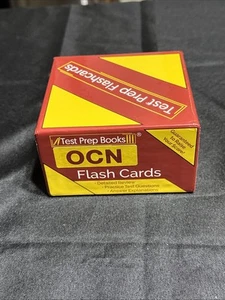 Test Prep Flashcards
Test Prep Books!!!
OCN
Flash Cards
- Detailed Review
- Practice Test Questions
- Answer Explanations